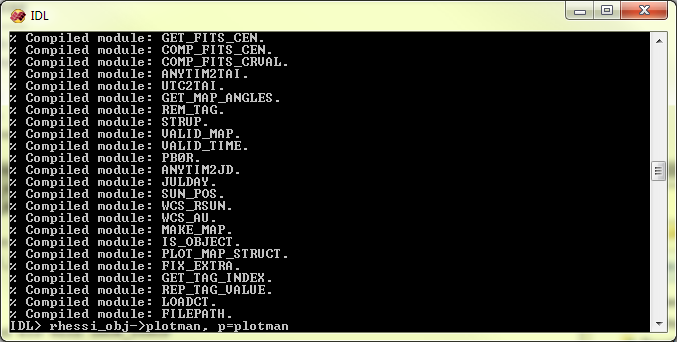 IDL
% Compiled module: GET_FITS_CEN.
% Compiled module: COMP_FITS_CEN.
% Compiled module: COMP_FITS_CRVAL.
% Compiled module: ANYTIM2TAI.
% Compiled module: UTC2TAI.
% Compiled module: GET_MAP_ANGLES.
% Compiled module: REM_TAG.
% Compiled module: STRUP.
% Compiled module: VALID_MAP.
% Compiled module: VALID_TIME.
% Compiled module: PB0R.
% Compiled module: ANYTIM2JD.
% Compiled module: JULDAY.
% Compiled module: SUN_POS.
% Compiled module: WCS_RSUN.
% Compiled module: WCS_AU.
% Compiled module: MAKE_MAP.
% Compiled module: IS_OBJECT.
% Compiled module: PLOT_MAP_STRUCT.
% Compiled module: FIX_EXTRA.
% Compiled module: GET_TAG_INDEX.
% Compiled module: REP_TAG_VALUE.
% Compiled module: LOADCT.
% Compiled module: FILEPATH.
IDL> rhessi_obj->plotman, p=plotman